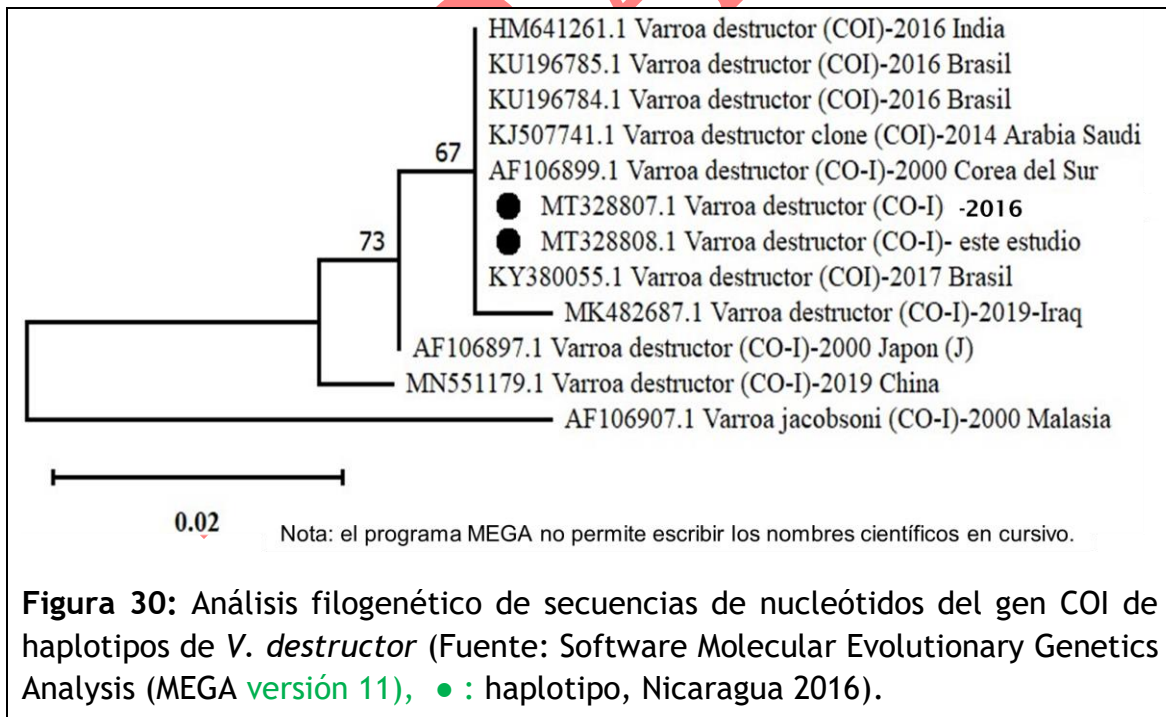 HM641261.1 Varroa destructor (COI)-2016 India
KU196785.1 Varroa destructor (COI)-2016 Brasil
KU196784.1 Varroa destructor (COI)-2016 Brasil
KJ507741.1 Varroa destructor clone (COI)-2014 Arabia Saudi
67
AF106899.1 Varroa destructor (CO-I)-2000 Corea del Sur
MT328807.1 Varroa destructor (CO-I) -2016
73
MT328808.1 Varroa destructor (CO-I)- este estudio
KY380055.1 Varroa destructor (COI)-2017 Brasil
MK482687.1 Varroa destructor (CO-I)-2019-Iraq
AF106897.1 Varroa destructor (CO-I)-2000 Japon (J)
MN551179.1 Varroa destructor (CO-I)-2019 China
AF106907.1 Varroa jacobsoni (CO-I)-2000 Malasia
0.02
Nota: el programa MEGA no permite escribir los nombres científicos en cursivo.
Figura 30: Análisis filogenético de secuencias de nucleótidos del gen COI de
haplotipos de V. destructor (Fuente: Software Molecular Evolutionary Genetics
Analysis (MEGA versión 11), ● : haplotipo, Nicaragua 2016).